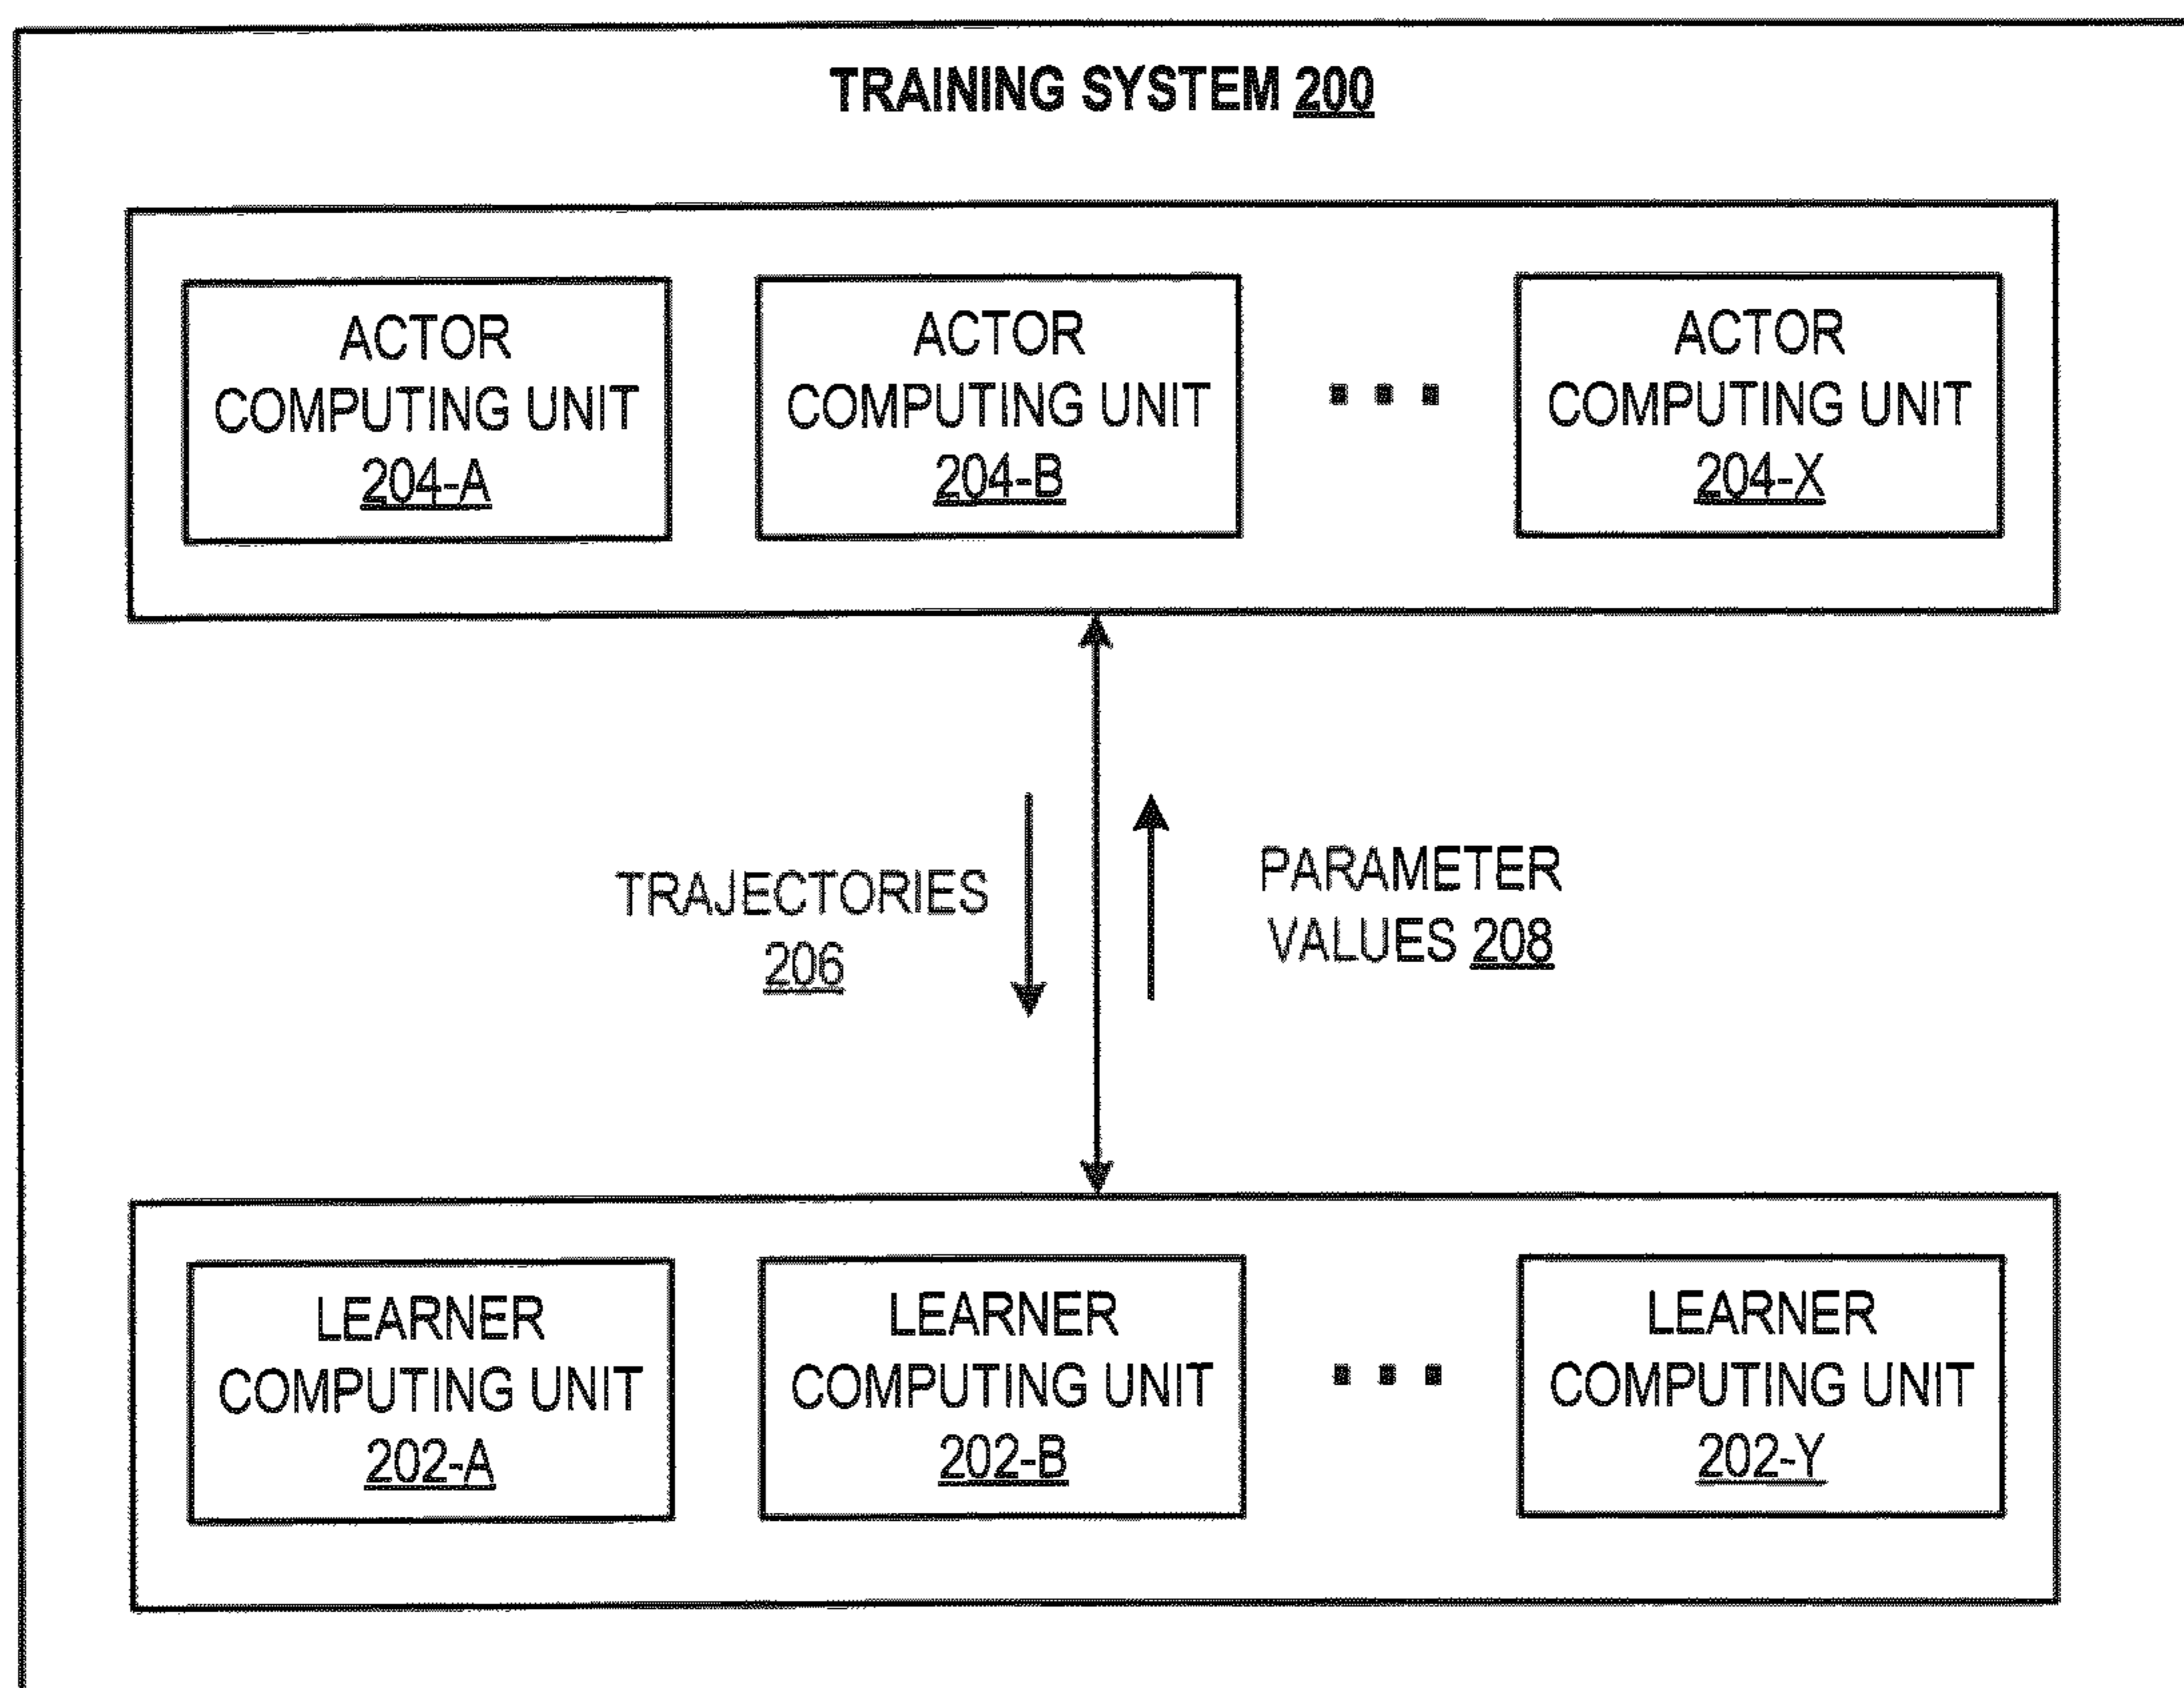 TRAINING SYSTEM 200
ACTOR
COMPUTING UNIT
204-A
ACTOR
COMPUTING UNIT
204-B
ACTOR
COMPUTING UNIT
204-X
TRAJECTORIES
206
PARAMETER
VALUES 208
LEARNER
COMPUTING UNIT
202-A
LEARNER
COMPUTING UNIT
202-B
LEARNER
COMPUTING UNIT
202-Y